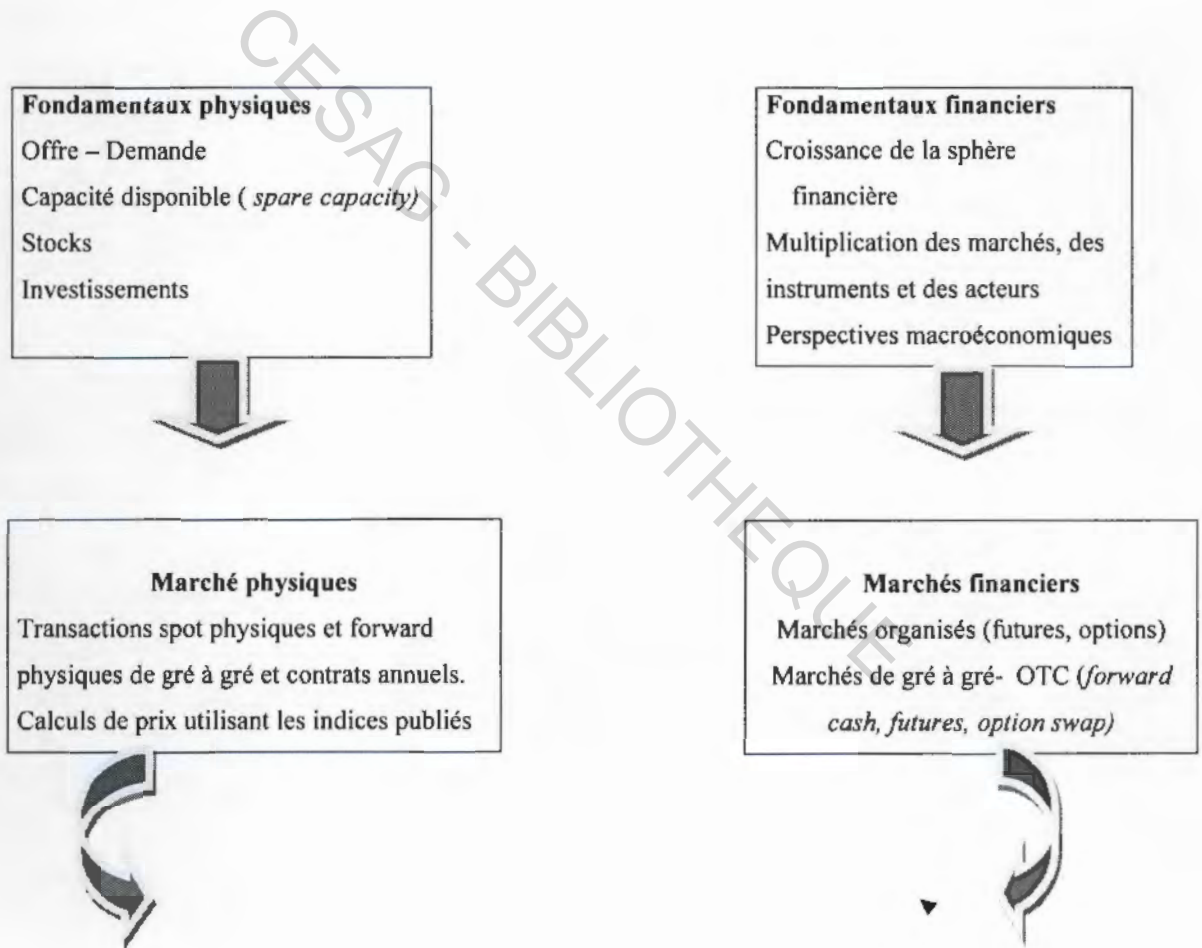 Fondamentaux physiques
Offre – Demande
Capacité disponible ( spare capacity)
Stocks
Investissements
Fondamentaux financiers
Croissance de la sphère
financière
Multiplication des marchés, des
instruments et des acteurs
Perspectives macroéconomiques
CESAG - BIBLIOTHEQUE
Marché physiques
Transactions spot physiques et forward
physiques de gré à gré et contrats annuels.
Calculs de prix utilisant les indices publiés
Marchés financiers
Marchés organisés (futures, options)
Marchés de gré à gré- OTC (forward
cash, futures, option swap)